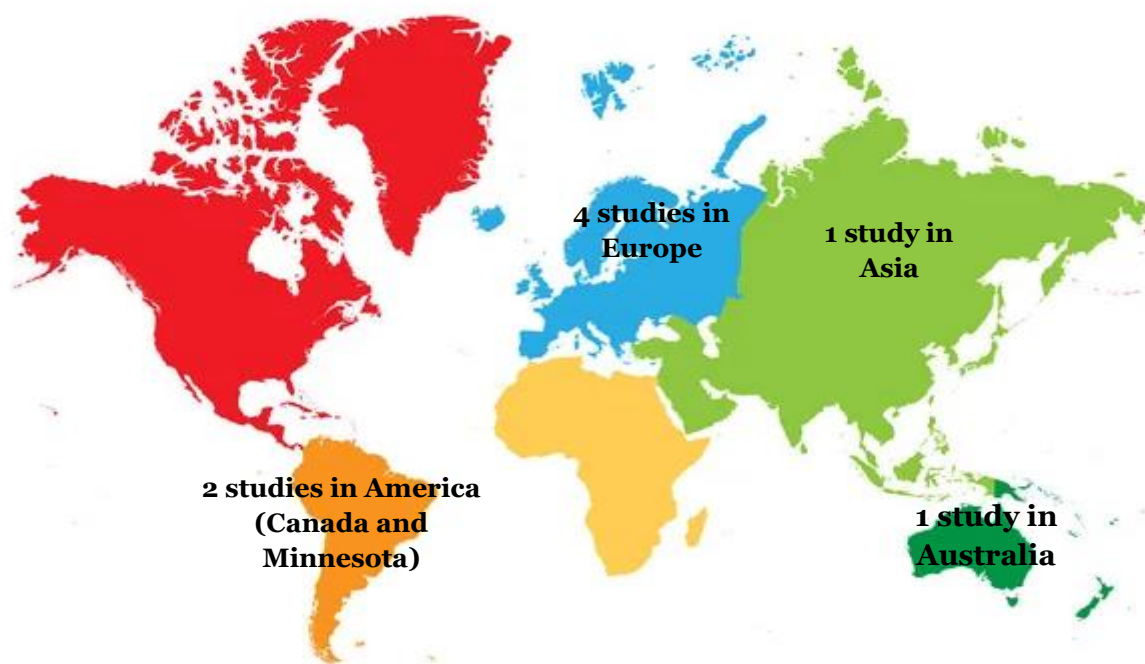 4 studies in
Europe
1 study in
Asia
2 studies in America
(Canada and
Minnesota)
1 study in
Australia